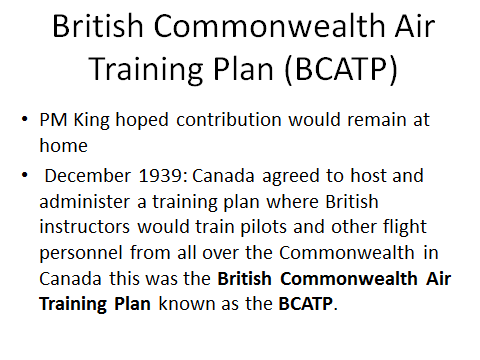 British Commonwealth Air
Training Plan (BCATP)
• PM King hoped contribution would remain at
home
• December 1939: Canada agreed to host and
administer a training plan where British
instructors would train pilots and other flight
personnel from all over the Commonwealth in
Canada this was the British Commonwealth Air
Training Plan known as the BCATP.